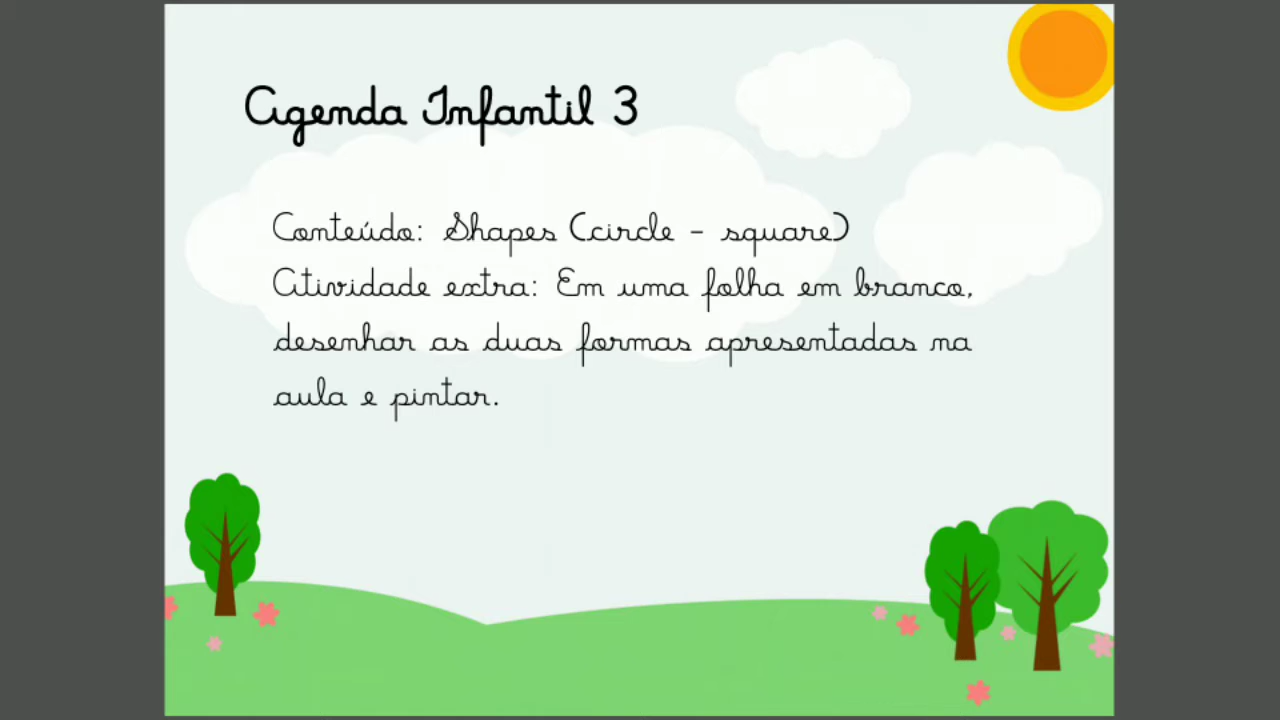 Agenda Infantil 3
Conteúdo: Shapes (circle - square)
Atividade extra: Em uma folha em branco,
desenhar as duas formas apresentadas na
aula e pintar.